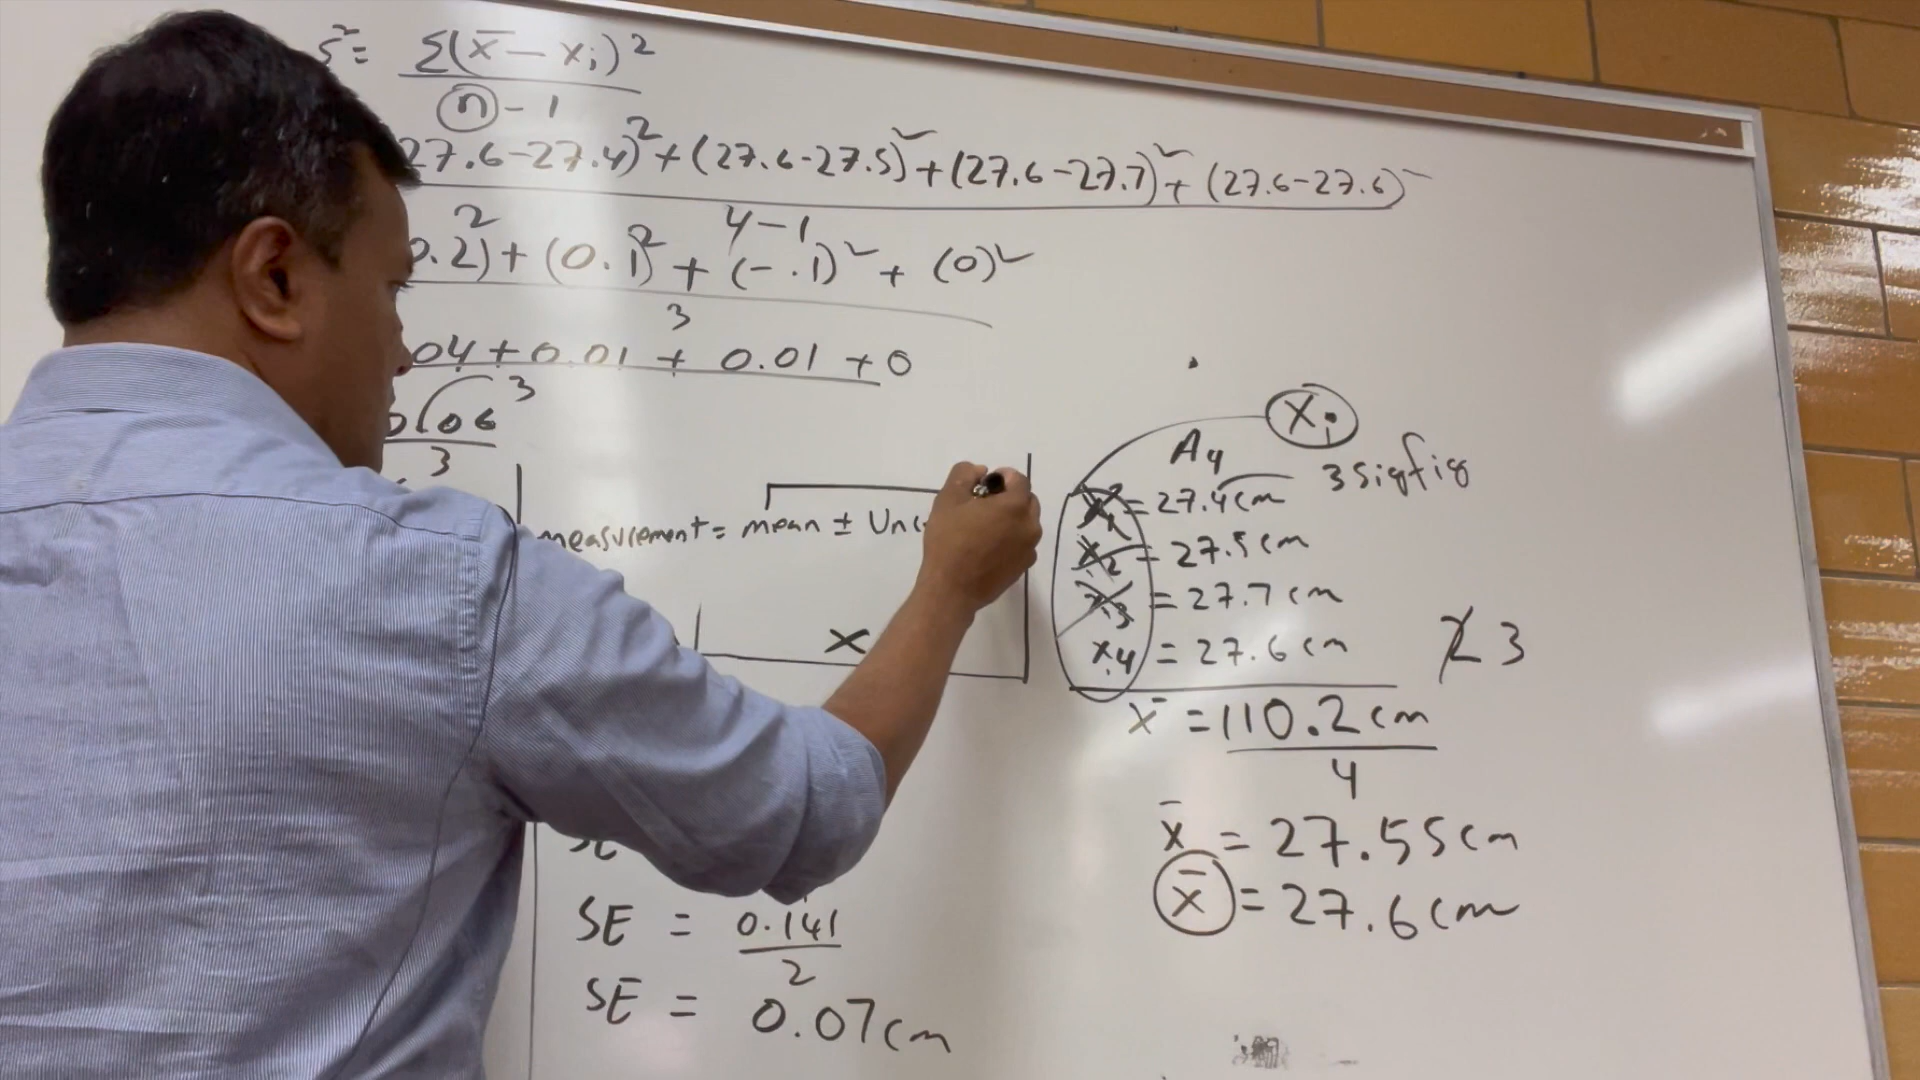 s² = Σ(x̄ - xᵢ)²
n - 1
27.6-27.4)² + (27.6-27.5)² + (27.6-27.7)² + (27.6-27.6)²
4-1
0.2)² + (0.1)² + (-.1)² + (0)²
3
04 + 0.01 + 0.01 + 0
3
0.06
3
measurement = mean ±
x
SE = 0.141
2
SE = 0.07cm
xᵢ
A4
3 sigfig
x₁ = 27.4cm
x₂ = 27.5cm
x₃ = 27.7cm
x₄ = 27.6cm
3
x̄ = 110.2cm
4
x̄ = 27.55cm
x̄ = 27.6cm